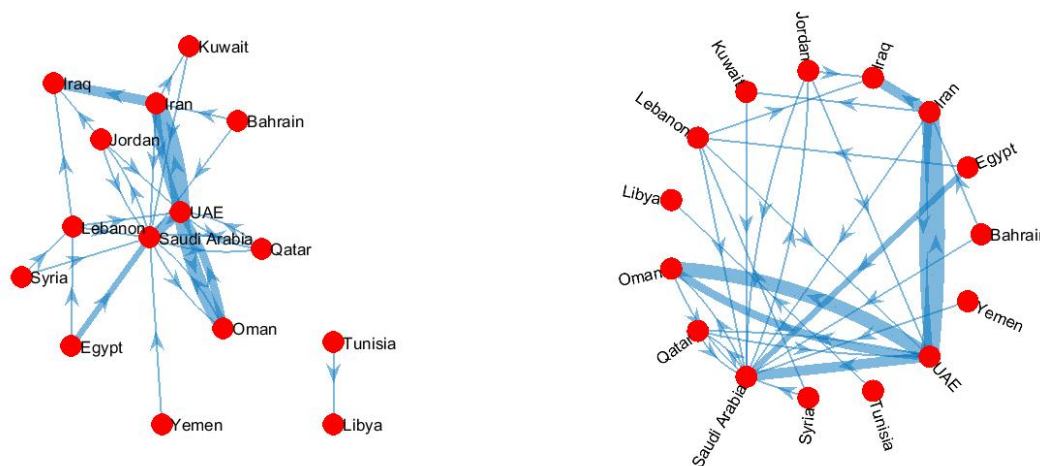 Kuwait
Iraq
Iran
Bahrain
Jordan
UAE
Lebanon
Saudi Arabia
Qatar
Syria
Oman
Tunisia
Egypt
Yemen
Libya
Jordan
Iraq
Kuwait
Iran
Lebanon
Egypt
Libya
Bahrain
Oman
Yemen
Qatar
UAE
Saudi Arabia
Syria
Tunisia